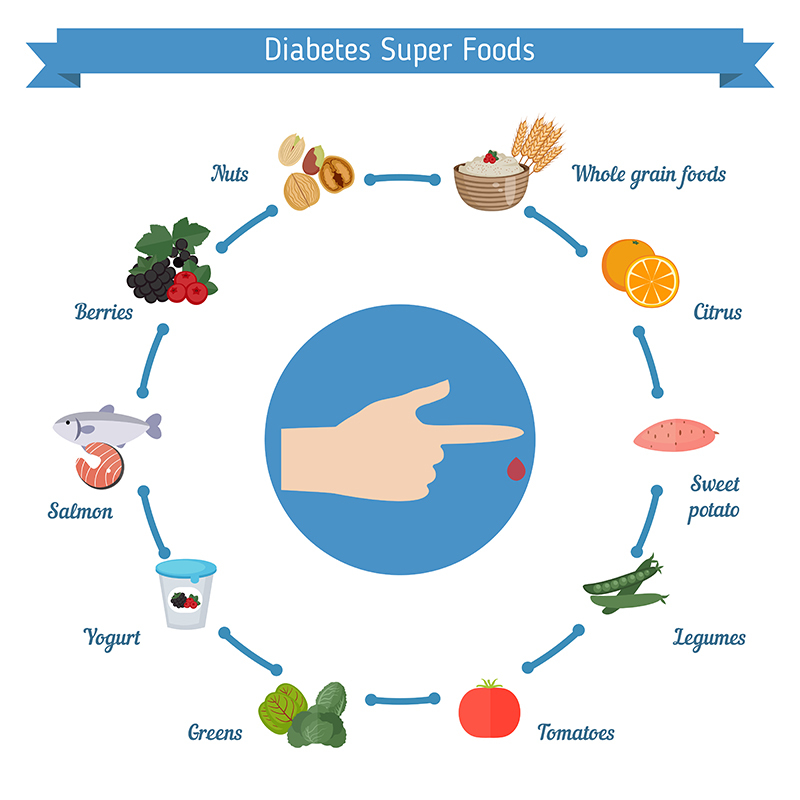 Diabetes Super Foods
Nuts
Whole grain foods
Berries
Citrus
Salmon
Sweet
potato
Yogurt
Legumes
Greens
Tomatoes